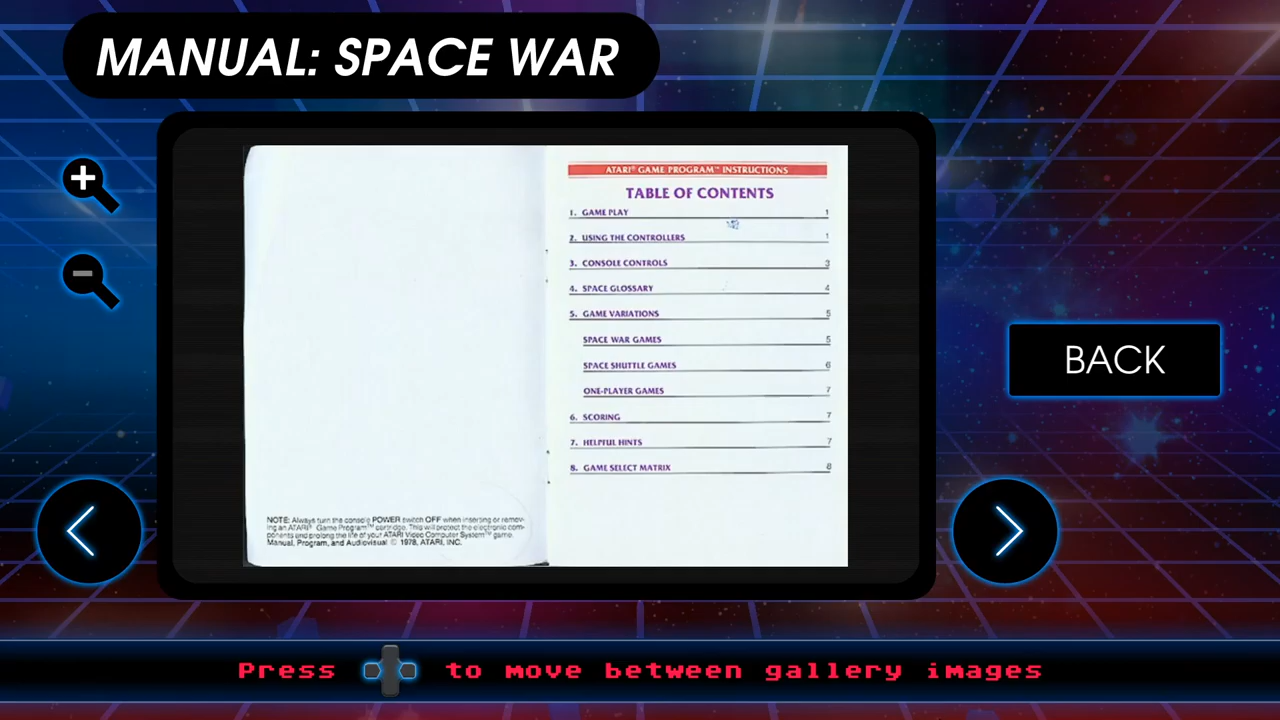 MANUAL: SPACE WAR
ATARI® GAME PROGRAM™ INSTRUCTIONS
TABLE OF CONTENTS
1. GAME PLAY 1
2. USING THE CONTROLLERS 1
3. CONSOLE CONTROLS 3
4. SPACE GLOSSARY 4
5. GAME VARIATIONS 5
SPACE WAR GAMES 5
SPACE SHUTTLE GAMES 6
ONE-PLAYER GAMES 7
6. SCORING 7
7. HELPFUL HINTS 7
8. GAME SELECT MATRIX 8
NOTE: Always turn the console POWER switch OFF when inserting or remov-
ing an ATARI® Game Program™ cartridge. This will protect the electronic com-
ponents and prolong the life of your ATARI Video Computer System™ game.
Manual, Program, and Audiovisual © 1978, ATARI, INC.
BACK
Press to move between gallery images